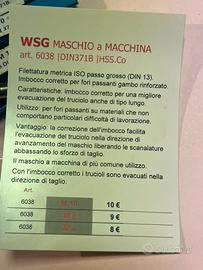 WSG MASCHIO a MACCHINA
art. 6038 |DIN371B |HSS.Co
Filettatura metrica ISO passo grosso (DIN 13).
Imbocco corretto per fori passanti gambo rinforzato.
Caratteristiche: imbocco corretto per una migliore
evacuazione del truciolo anche di tipo lungo.
Utilizzo: per fori passanti su materiali che non
comportano particolari difficoltà di lavorazione.
Vantaggio: la correzione dell'imbocco facilita
l'evacuazione del truciolo nella direzione di
avanzamento del maschio liberando le scanalature
abbassando lo sforzo di taglio.
Il maschio a macchina di più comune utilizzo.
Con l'imbocco corretto i trucioli sono evacuati nella
direzione di taglio.
Art.
6038 M 10 10 €
6038 9 €
6038 8 €
subito